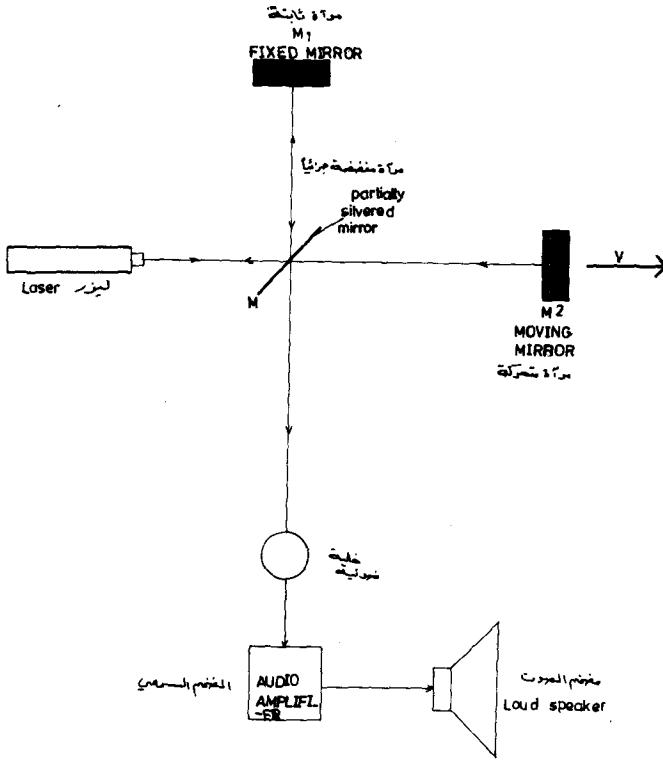 مرآة ثابتة
M1
FIXED MIRROR
مرآة مفضضة جزئياً
partially
silvered
mirror
Laser ليزر
M
V
M2
MOVING
MIRROR
مرآة متحركة
خلية
ضوئية
AUDIO
AMPLIFI
-ER
المضخم السمعي
مضخم الصوت
Loud speaker